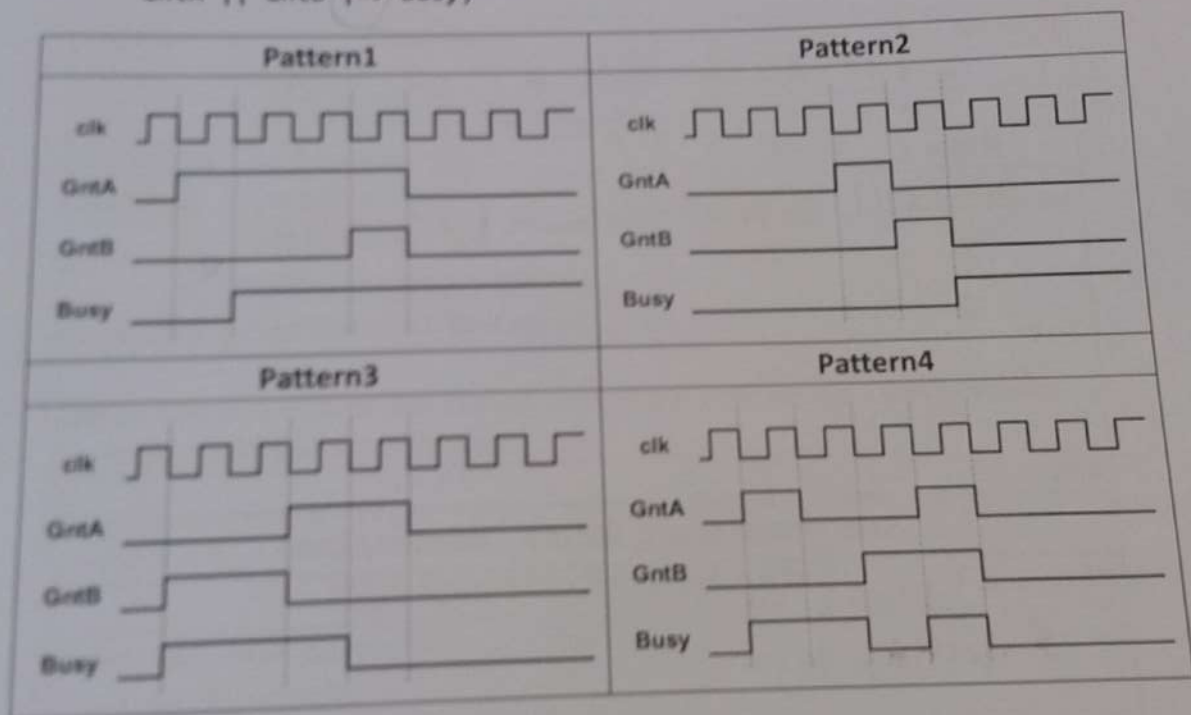 Pattern1
Pattern2
clk
GntA
GntB
Busy
clk
GntA
GntB
Busy
Pattern3
Pattern4
clk
GntA
GntB
Busy
clk
GntA
GntB
Busy